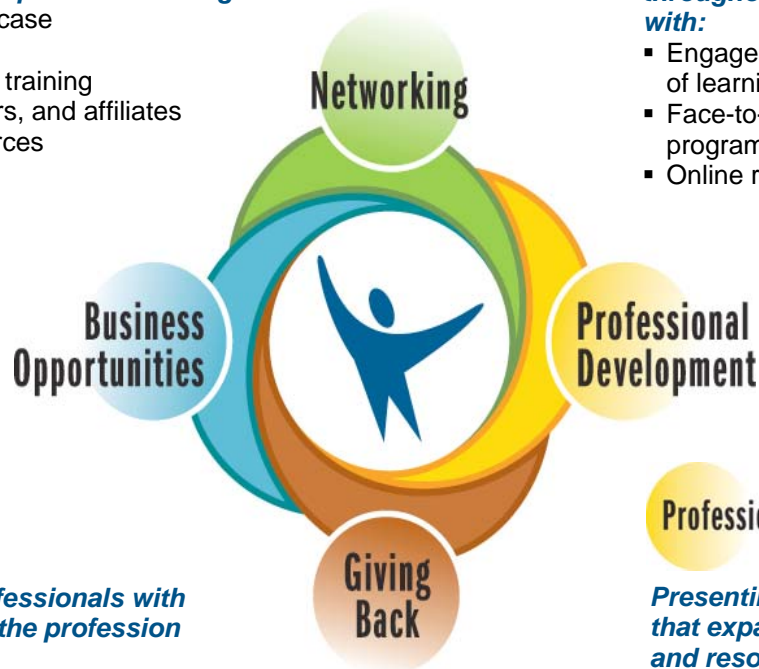 case
training
rs, and affiliates
rces
with:
▪ Engage
of learni
▪ Face-to-
program
▪ Online r
Networking
Business
Opportunities
Professional
Development
Giving
Back
Professi
fessionals with
the profession
Presenti
that expa
and reso